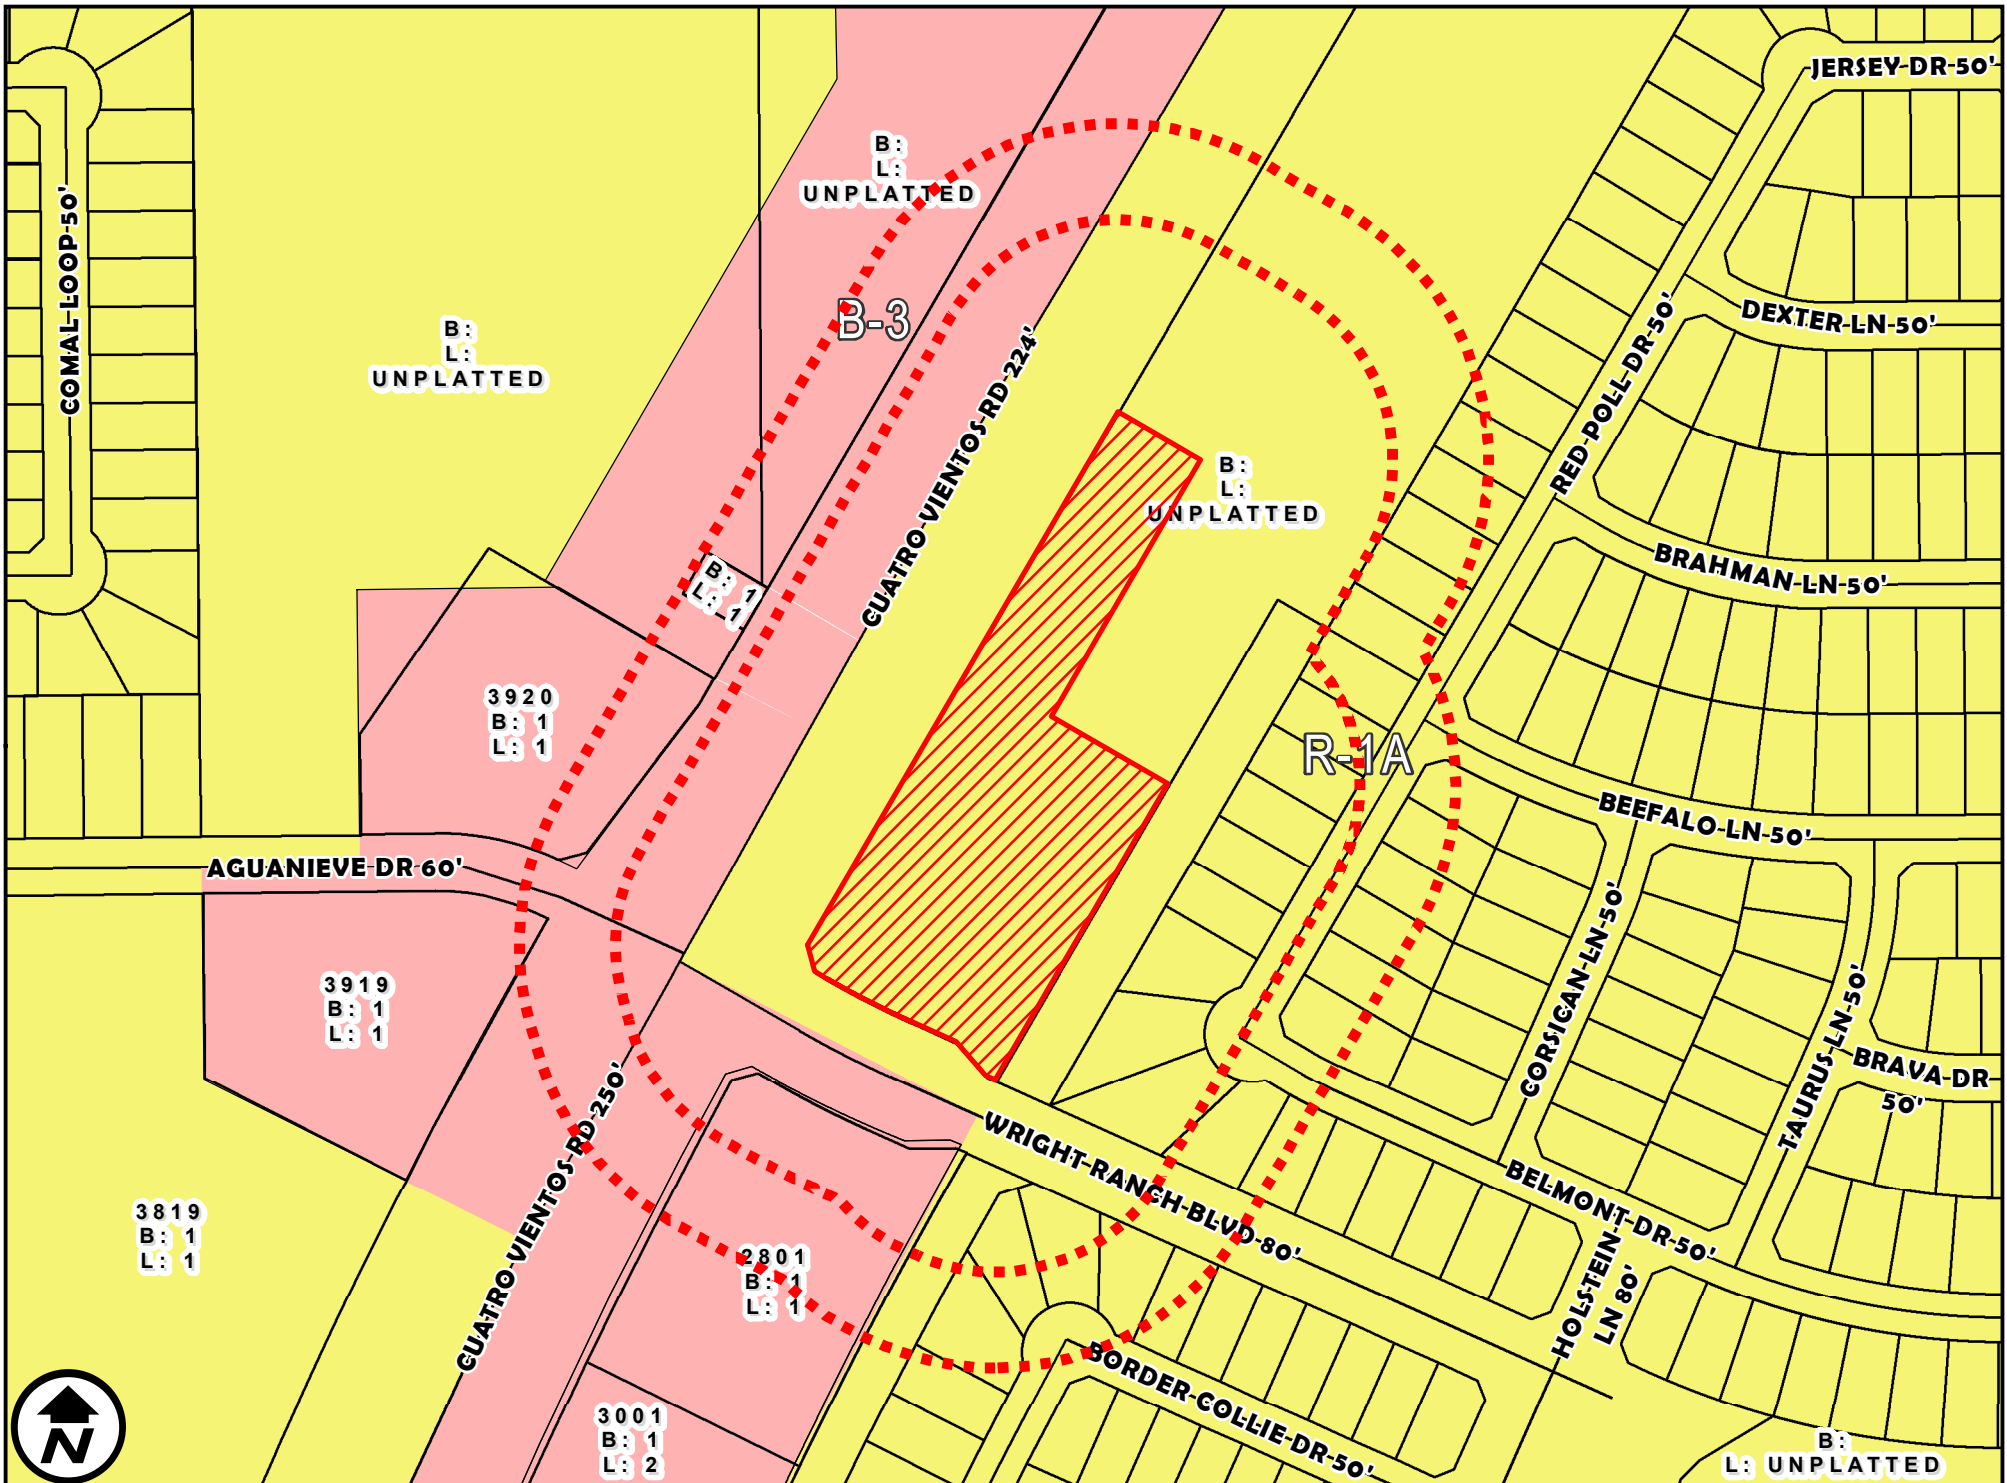 JERSEY DR 50'
B:
L:
UNPLATTED
COMAL LOOP 50'
DEXTER LN 50'
B-3
B:
L:
UNPLATTED
RED POLL DR 50'
CUATRO VIENTOS RD 224'
B:
L:
UNPLATTED
BRAHMAN LN 50'
B: 1
L: 1
3920
B: 1
L: 1
R-1A
BEEFALO LN 50'
AGUANIEVE DR 60'
3919
B: 1
L: 1
CORSICAN LN 50'
TAURUS LN 50'
BRAVA DR
50'
CUATRO VIENTOS RD 250'
WRIGHT RANCH BLVD 80'
BELMONT DR 50'
3819
B: 1
L: 1
2801
B: 1
L: 1
HOLSTEIN
LN 80'
BORDER COLLIE DR 50'
3001
B: 1
L: 2
B:
L: UNPLATTED
N